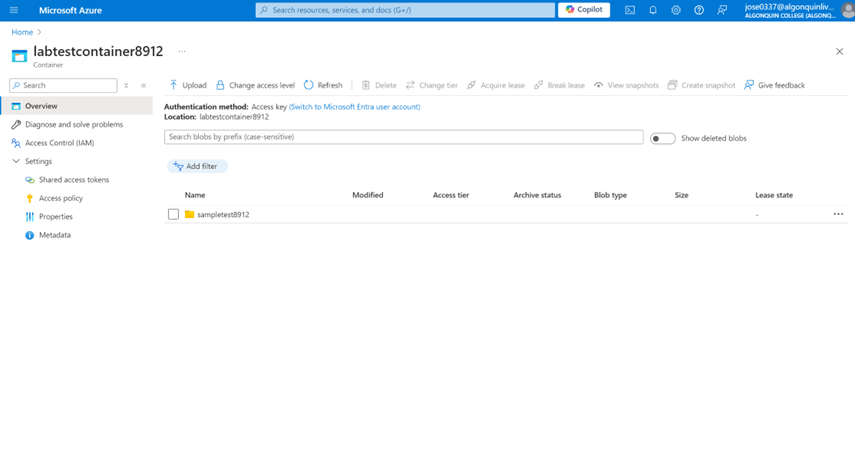 Microsoft Azure
Search resources, services, and docs (G+/)
Copilot
jose0337@algonquinliv...
ALGONQUIN COLLEGE (ALGONQ...
Home
labtestcontainer8912 ...
Container
Search
Overview
Diagnose and solve problems
Access Control (IAM)
Settings
Shared access tokens
Access policy
Properties
Metadata
Upload Change access level Refresh Delete Change tier Acquire lease Break lease View snapshots Create snapshot Give feedback
Authentication method: Access key (Switch to Microsoft Entra user account)
Location: labtestcontainer8912
Search blobs by prefix (case-sensitive)
Show deleted blobs
Add filter
Name Modified Access tier Archive status Blob type Size Lease state
sampletest8912 - ...